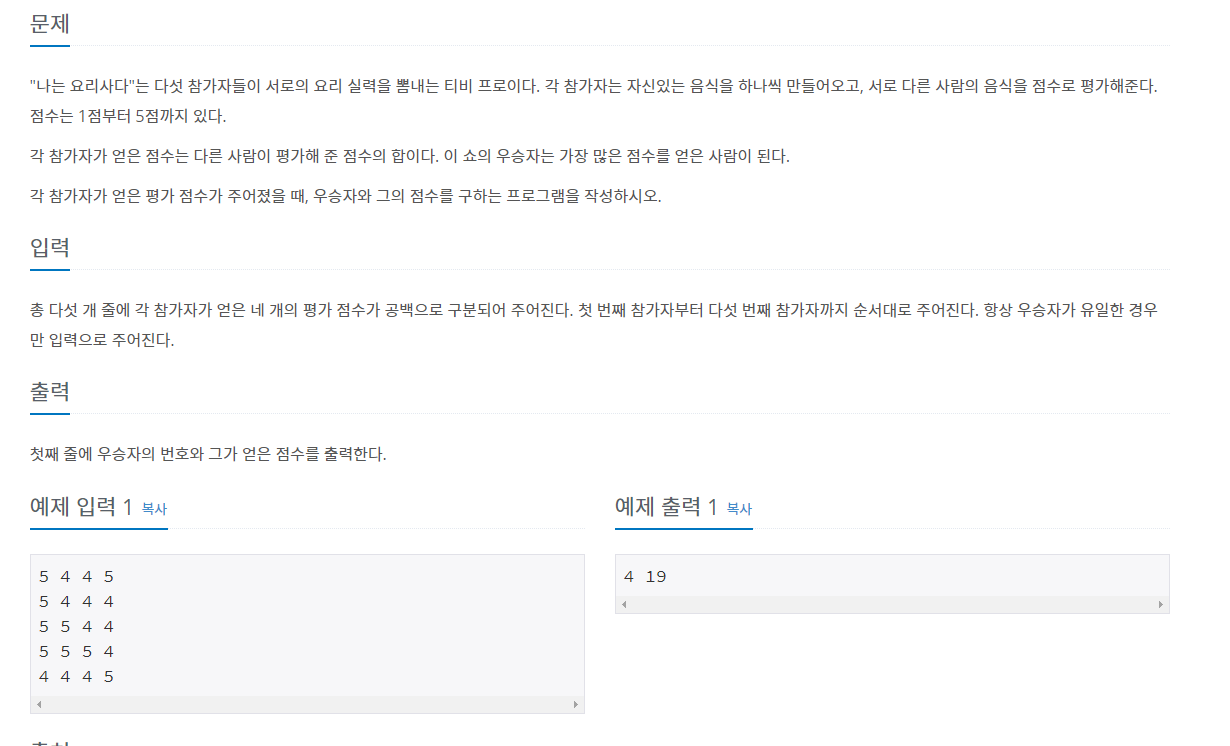 문제
"나는 요리사다"는 다섯 참가자들이 서로의 요리 실력을 뽐내는 티비 프로이다. 각 참가자는 자신있는 음식을 하나씩 만들어오고, 서로 다른 사람의 음식을 점수로 평가해준다.
점수는 1점부터 5점까지 있다.
각 참가자가 얻은 점수는 다른 사람이 평가해 준 점수의 합이다. 이 쇼의 우승자는 가장 많은 점수를 얻은 사람이 된다.
각 참가자가 얻은 평가 점수가 주어졌을 때, 우승자와 그의 점수를 구하는 프로그램을 작성하시오.
입력
총 다섯 개 줄에 각 참가자가 얻은 네 개의 평가 점수가 공백으로 구분되어 주어진다. 첫 번째 참가자부터 다섯 번째 참가자까지 순서대로 주어진다. 항상 우승자가 유일한 경우
만 입력으로 주어진다.
출력
첫째 줄에 우승자의 번호와 그가 얻은 점수를 출력한다.
예제 입력 1 복사
5 4 4 5
5 4 4 4
5 5 4 4
5 5 5 4
4 4 4 5
예제 출력 1 복사
4 19